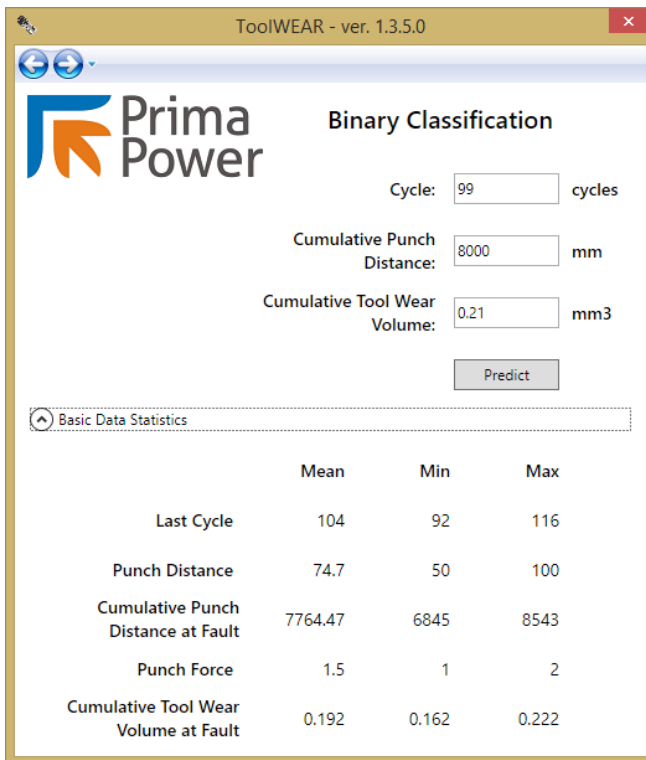 ToolWEAR - ver. 1.3.5.0
Prima
Power
Binary Classification
Cycle: 99 cycles
Cumulative Punch
Distance: 8000 mm
Cumulative Tool Wear
Volume: 0.21 mm3
Predict
Basic Data Statistics
Mean Min Max
Last Cycle 104 92 116
Punch Distance 74.7 50 100
Cumulative Punch
Distance at Fault 7764.47 6845 8543
Punch Force 1.5 1 2
Cumulative Tool Wear
Volume at Fault 0.192 0.162 0.222